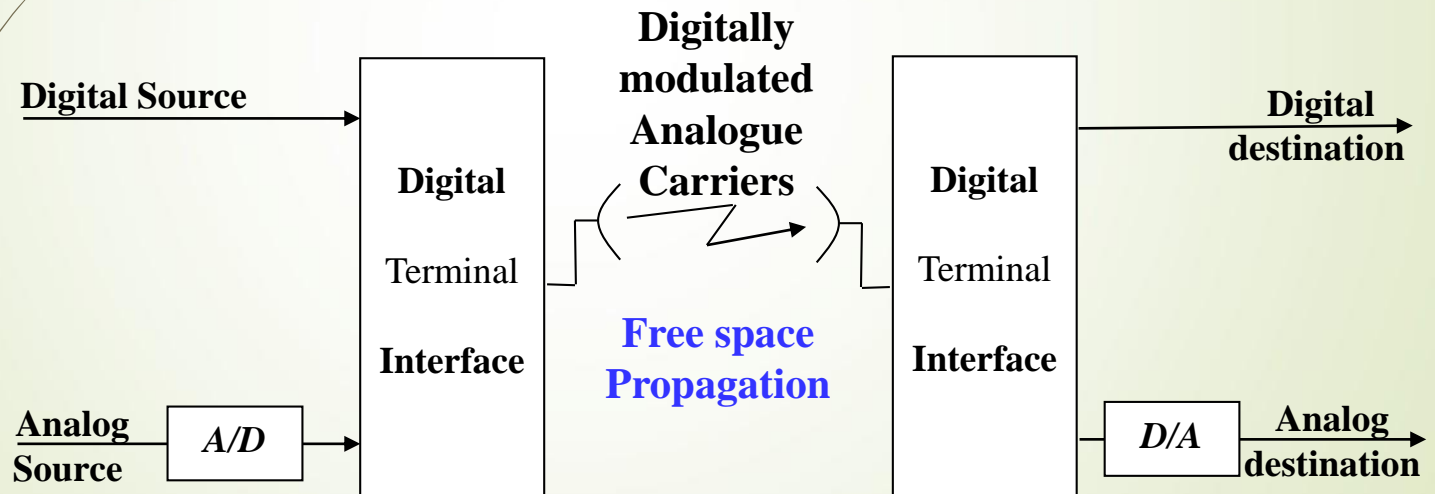 Digitally
modulated
Analogue
Carriers
Digital Source
Digital
Terminal
Interface
Analog
Source
A/D
Free space
Propagation
Digital
Terminal
Interface
Digital
destination
D/A
Analog
destination